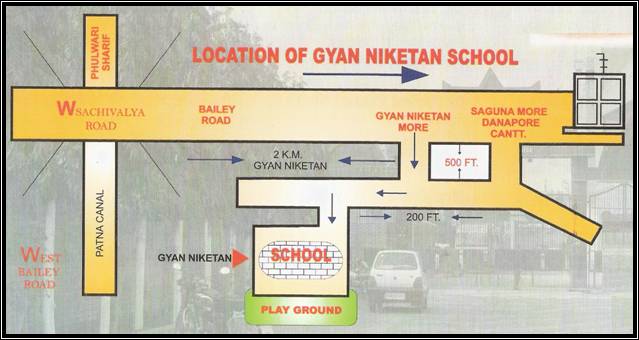 LOCATION OF GYAN NIKETAN SCHOOL
PHULWARI
SHARIF
WSACHIVALYA
ROAD
BAILEY
ROAD
GYAN NIKETAN
MORE
SAGUNA MORE
DANAPORE
CANTT.
2 K.M.
GYAN NIKETAN
500 FT.
200 FT.
PATNA CANAL
WEST
BAILEY
ROAD
GYAN NIKETAN
SCHOOL
PLAY GROUND